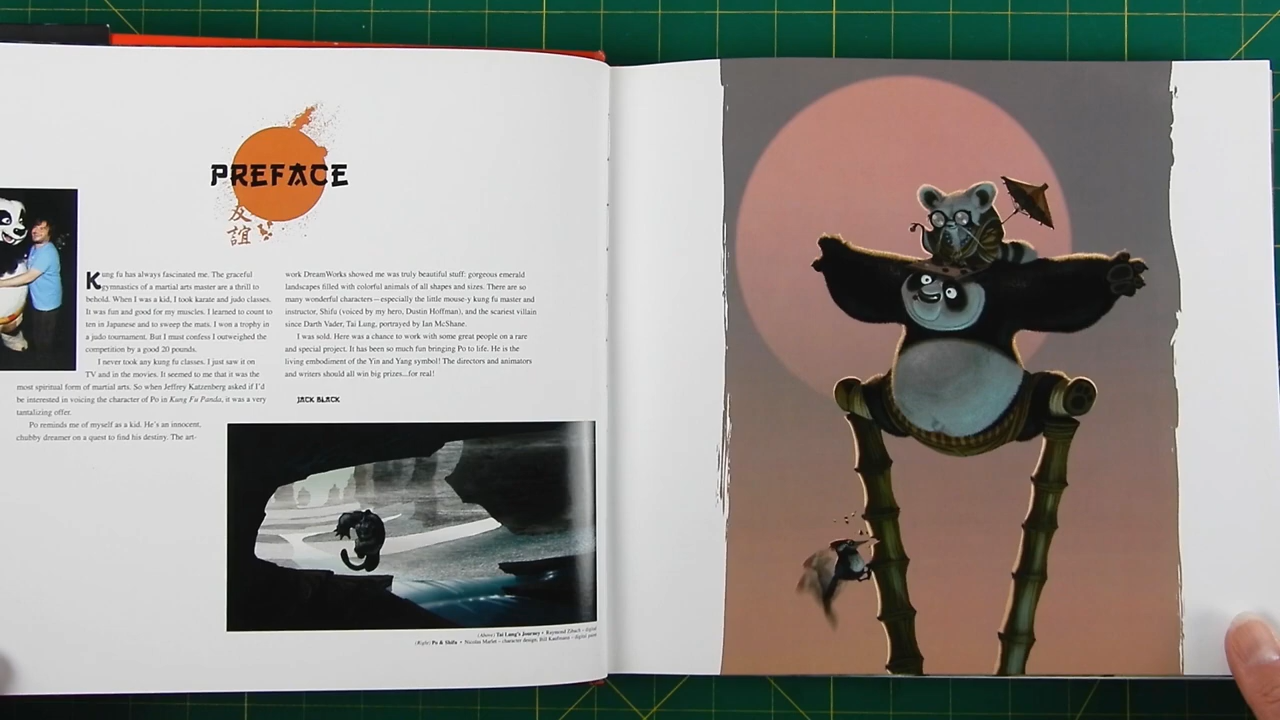 PREFACE
友
誼
Kung fu has always fascinated me. The graceful
gymnastics of a martial arts master are a thrill to
behold. When I was a kid, I took karate and judo classes.
It was fun and good for my muscles. I learned to count to
ten in Japanese and to sweep the mats. I won a trophy in
a judo tournament. But I must confess I outweighed the
competition by a good 20 pounds.
I never took any kung fu classes. I just saw it on
TV and in the movies. It seemed to me that it was the
most spiritual form of martial arts. So when Jeffrey Katzenberg asked if I'd
be interested in voicing the character of Po in Kung Fu Panda, it was a very
tantalizing offer.
Po reminds me of myself as a kid. He's an innocent,
chubby dreamer on a quest to find his destiny. The art-
work DreamWorks showed me was truly beautiful stuff: gorgeous emerald
landscapes filled with colorful animals of all shapes and sizes. There are so
many wonderful characters—especially the little mouse-y kung fu master and
instructor, Shifu (voiced by my hero, Dustin Hoffman), and the scariest villain
since Darth Vader, Tai Lung, portrayed by Ian McShane.
I was sold. Here was a chance to work with some great people on a rare
and special project. It has been so much fun bringing Po to life. He is the
living embodiment of the Yin and Yang symbol! The directors and animators
and writers should all win big prizes...for real!
JACK BLACK
(Above) Tai Lung's Journey • Raymond Zibach – digital
(Right) Po & Shifu • Nicolas Marlet – character design, Bill Kaufmann – digital paint